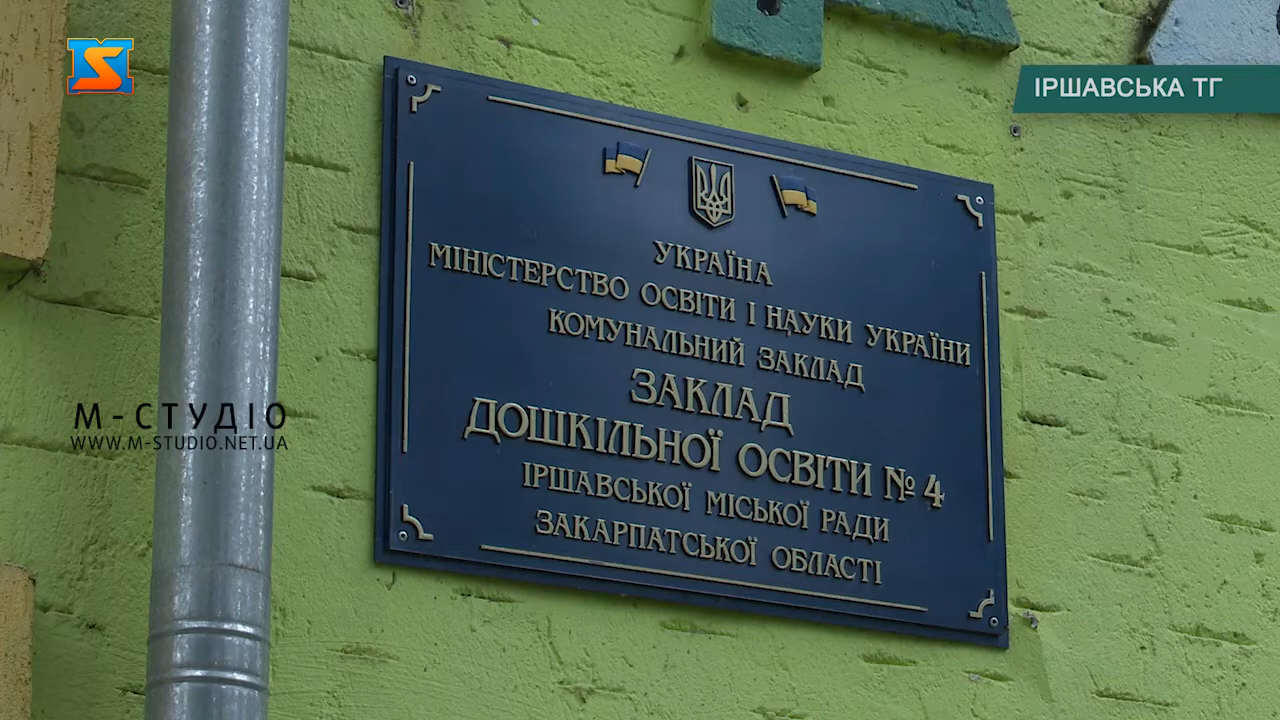 ІРШАВСЬКА ТГ
УКРАЇНА
МІНІСТЕРСТВО ОСВІТИ І НАУКИ УКРАЇНИ
КОМУНАЛЬНИЙ ЗАКЛАД
ЗАКЛАД
ДОШКІЛЬНОЇ ОСВІТИ № 4
ІРШАВСЬКОЇ МІСЬКОЇ РАДИ
ЗАКАРПАТСЬКОЇ ОБЛАСТІ
М-СТУДІО
WWW.M-STUDIO.NET.UA